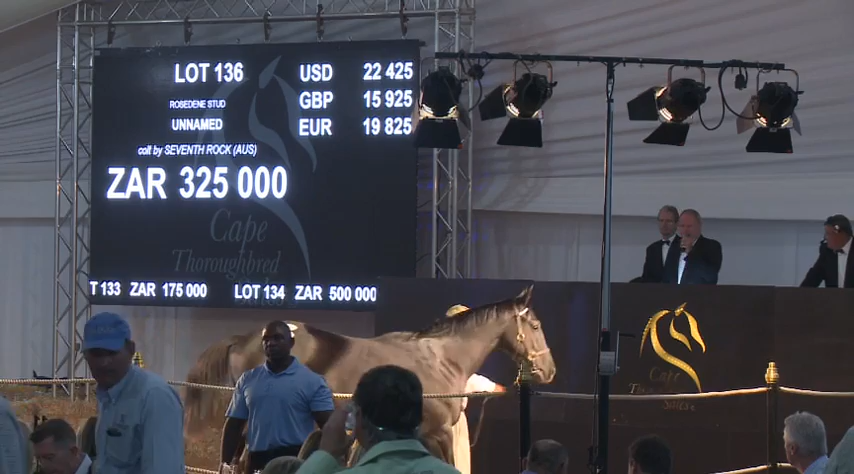 LOT 136
USD 22 425
ROSEDENE STUD
GBP 15 925
UNNAMED
EUR 19 825
colt by SEVENTH ROCK (AUS)
ZAR 325 000
Cape
Thoroughbred
T 133 ZAR 175 000 LOT 134 ZAR 500 000
Cape